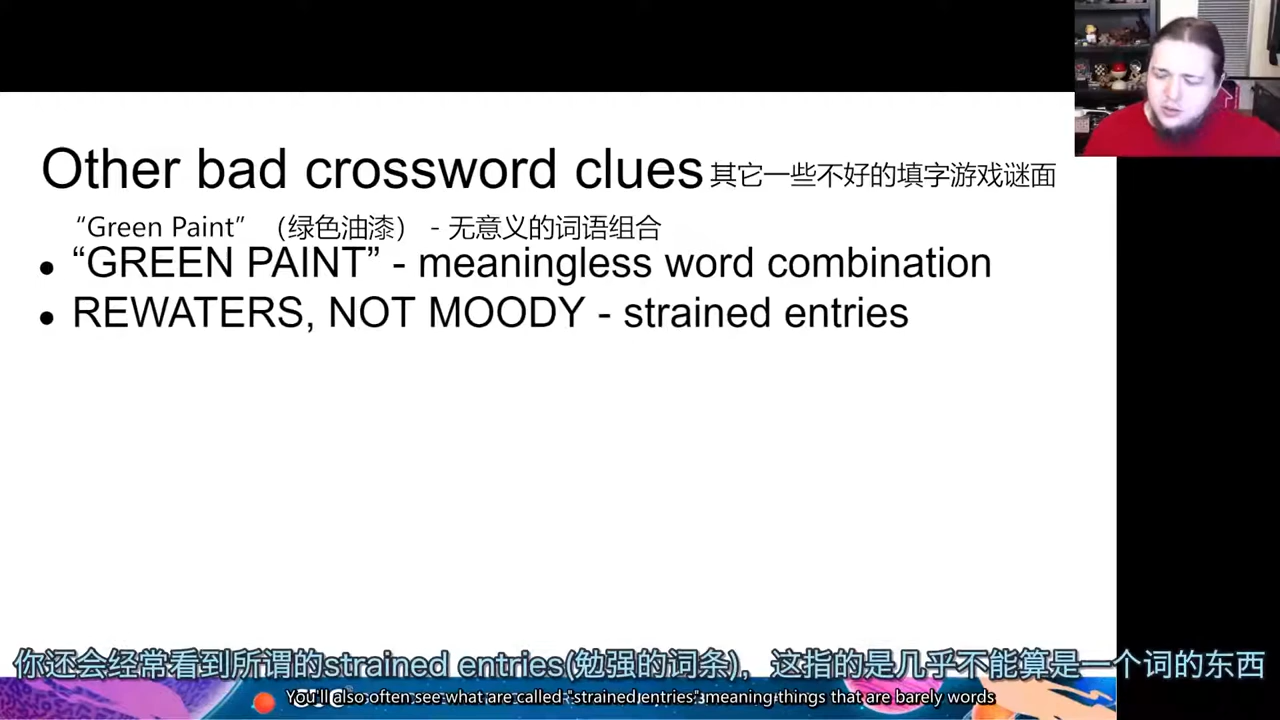 Other bad crossword clues 其它一些不好的填字游戏谜面
“Green Paint” （绿色油漆） - 无意义的词语组合
• “GREEN PAINT” - meaningless word combination
• REWATERS, NOT MOODY - strained entries
你还会经常看到所谓的strained entries(勉强的词条)，这指的是几乎不能算是一个词的东西
You'll also often see what are called "strained entries" meaning things that are barely words